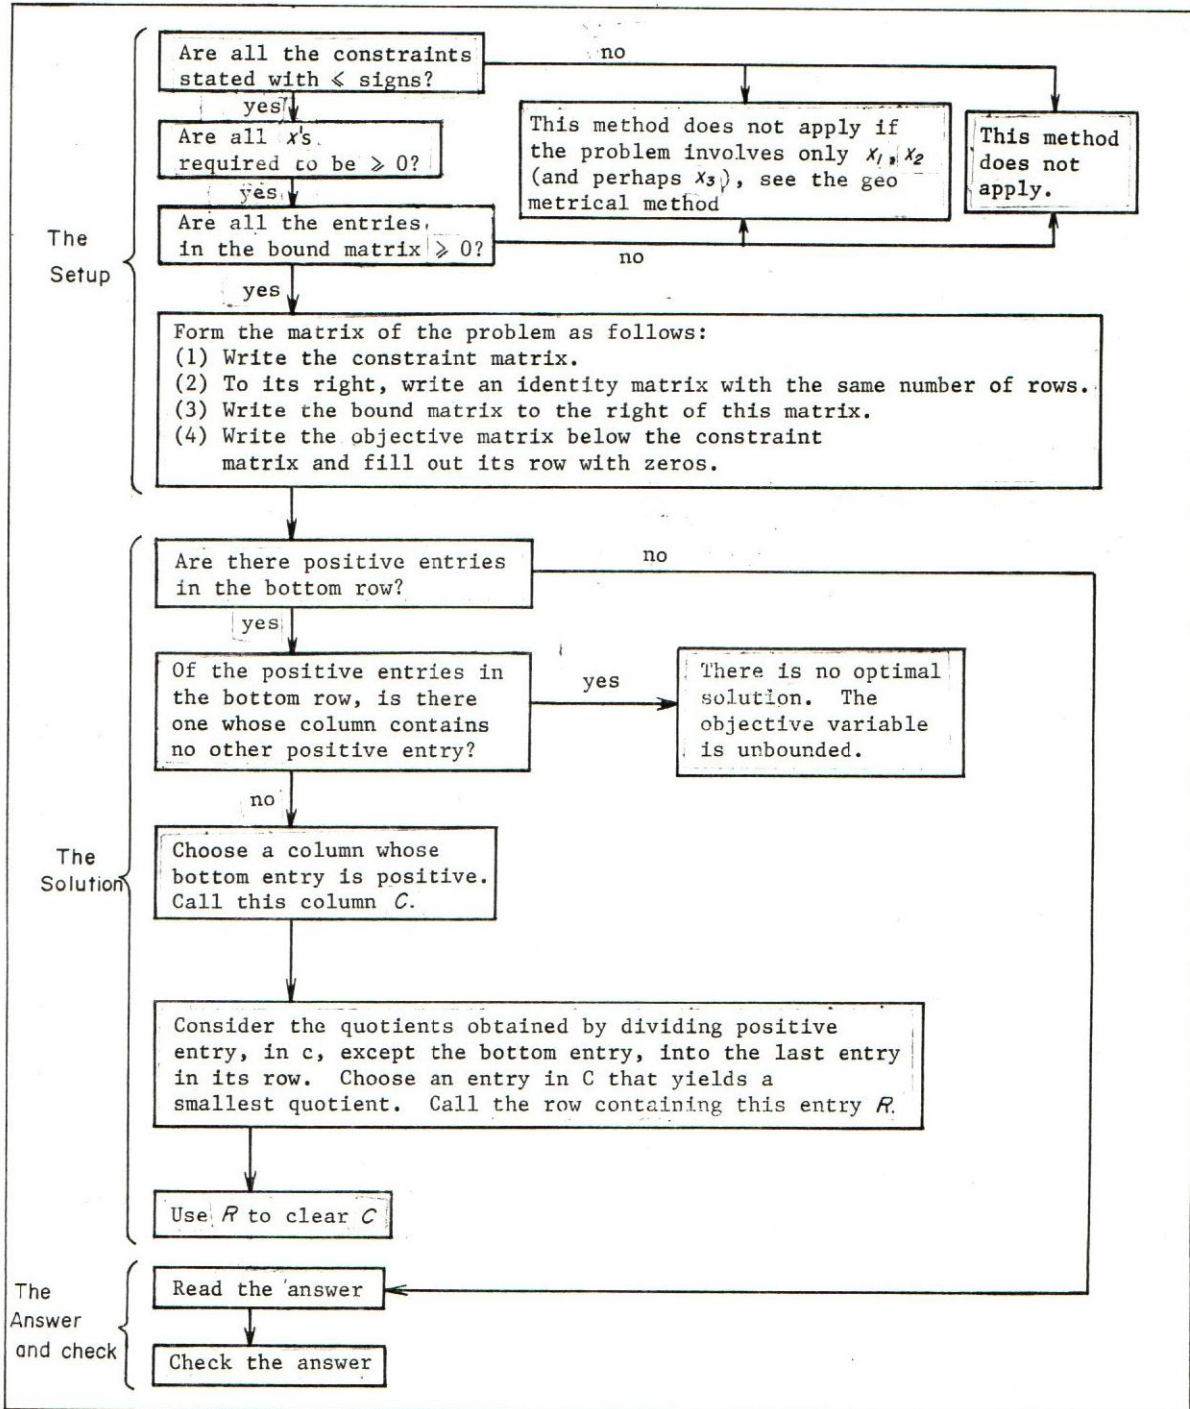 Are all the constraints
stated with ⩽ signs?
no
yes
Are all x's
required to be ⩾ 0?
This method does not apply if
the problem involves only x₁, x₂
(and perhaps x₃), see the geo
metrical method
This method
does not
apply.
yes
Are all the entries
in the bound matrix ⩾ 0?
no
The
Setup
yes
Form the matrix of the problem as follows:
(1) Write the constraint matrix.
(2) To its right, write an identity matrix with the same number of rows.
(3) Write the bound matrix to the right of this matrix.
(4) Write the objective matrix below the constraint
matrix and fill out its row with zeros.
Are there positive entries
in the bottom row?
no
yes
Of the positive entries in
the bottom row, is there
one whose column contains
no other positive entry?
yes
There is no optimal
solution. The
objective variable
is unbounded.
no
The
Solution
Choose a column whose
bottom entry is positive.
Call this column C.
Consider the quotients obtained by dividing positive
entry, in c, except the bottom entry, into the last entry
in its row. Choose an entry in C that yields a
smallest quotient. Call the row containing this entry R.
Use R to clear C
The
Answer
and check
Read the answer
Check the answer